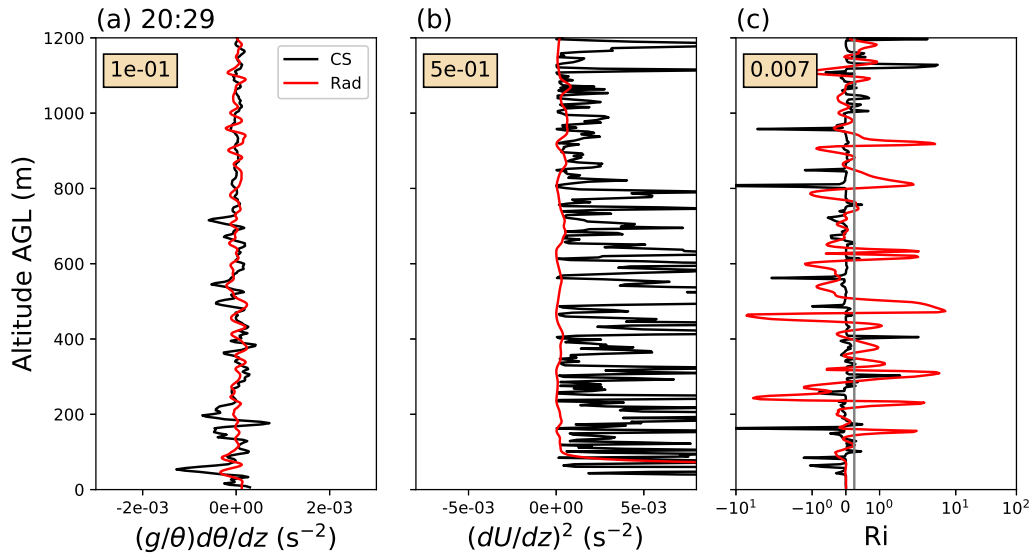 (a) 20:29
(b)
(c)
1e-01
CS
Rad
5e-01
0.007
Altitude AGL (m)
1200
1000
800
600
400
200
0
-2e-03 0e+00 2e-03
0e+00 5e-03
−10¹ −10⁰ 0 10⁰ 10¹ 10²
(g/θ)dθ/dz (s⁻²)
(dU/dz)² (s⁻²)
Ri